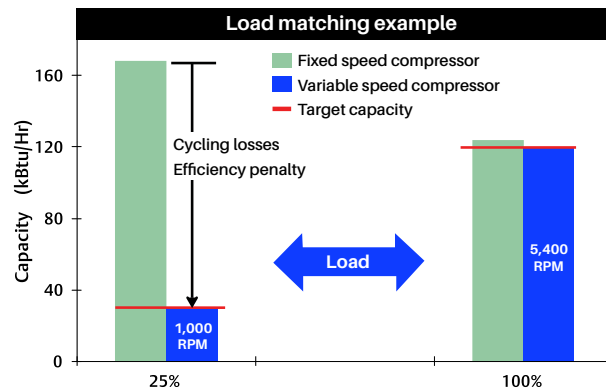 Load matching example
Fixed speed compressor
Variable speed compressor
Target capacity
Capacity (kBtu/Hr)
160
120
80
40
0
Cycling losses
Efficiency penalty
Load
1,000
RPM
5,400
RPM
25%
100%